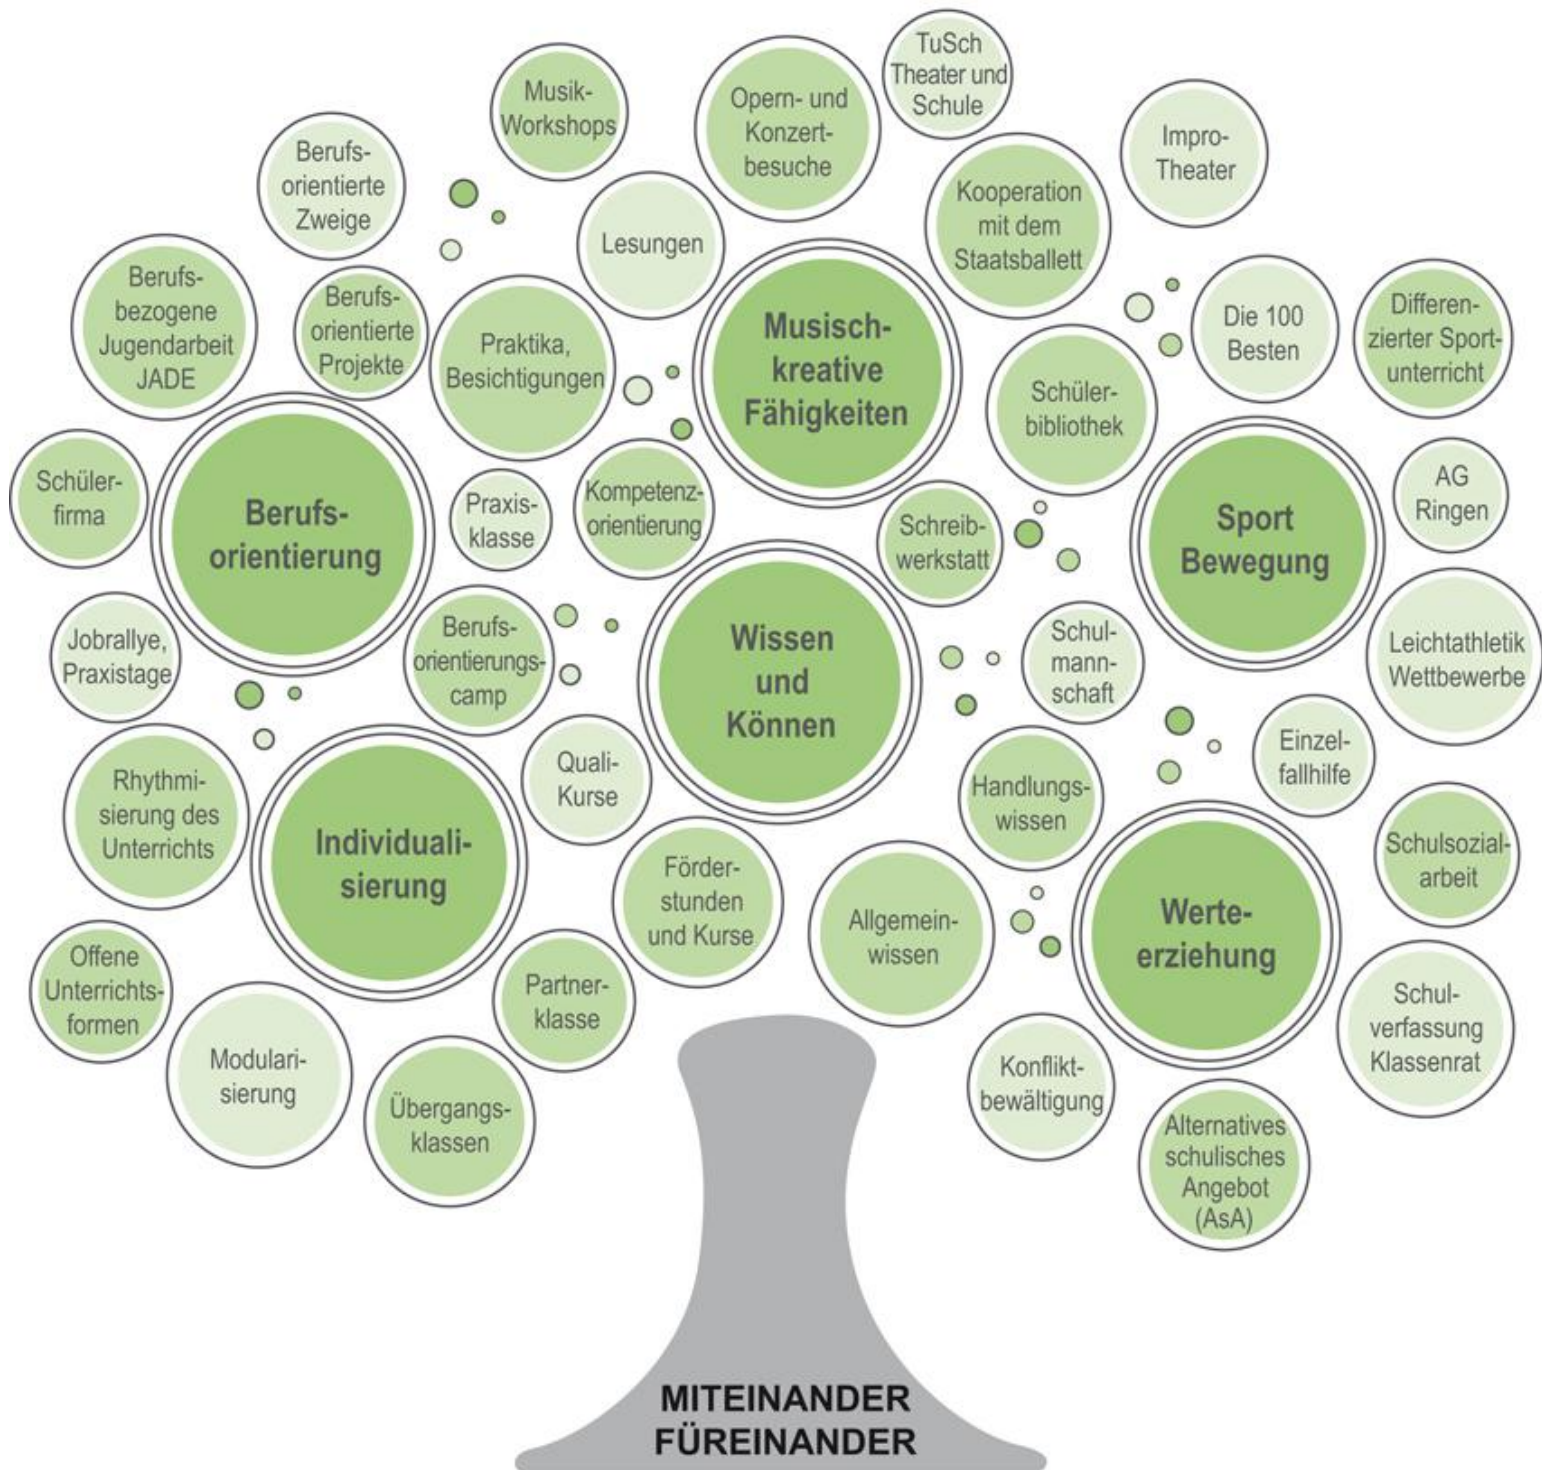 TuSch
Theater und
Schule
Musik-
Workshops
Opern- und
Konzert-
besuche
Impro-
Theater
Berufs-
orientierte
Zweige
Lesungen
Kooperation
mit dem
Staatsballett
Berufs-
bezogene
Jugendarbeit
JADE
Berufs-
orientierte
Projekte
Praktika,
Besichtigungen
Musisch-
kreative
Fähigkeiten
Die 100
Besten
Differen-
zierter Sport-
unterricht
Schüler-
bibliothek
Schüler-
firma
Berufs-
orientierung
Praxis-
klasse
Kompetenz-
orientierung
Schreib-
werkstatt
Sport
Bewegung
AG
Ringen
Jobrallye,
Praxistage
Berufs-
orientierungs-
camp
Wissen
und
Können
Schul-
mann-
schaft
Leichtathletik
Wettbewerbe
Rhythmi-
sierung des
Unterrichts
Individuali-
sierung
Quali-
Kurse
Handlungs-
wissen
Einzel-
fallhilfe
Schulsozial-
arbeit
Förder-
stunden
und Kurse
Allgemein-
wissen
Werte-
erziehung
Offene
Unterrichts-
formen
Partner-
klasse
Schul-
verfassung
Klassenrat
Modulari-
sierung
Übergangs-
klassen
Konflikt-
bewältigung
Alternatives
schulisches
Angebot
(AsA)
MITEINANDER
FÜREINANDER